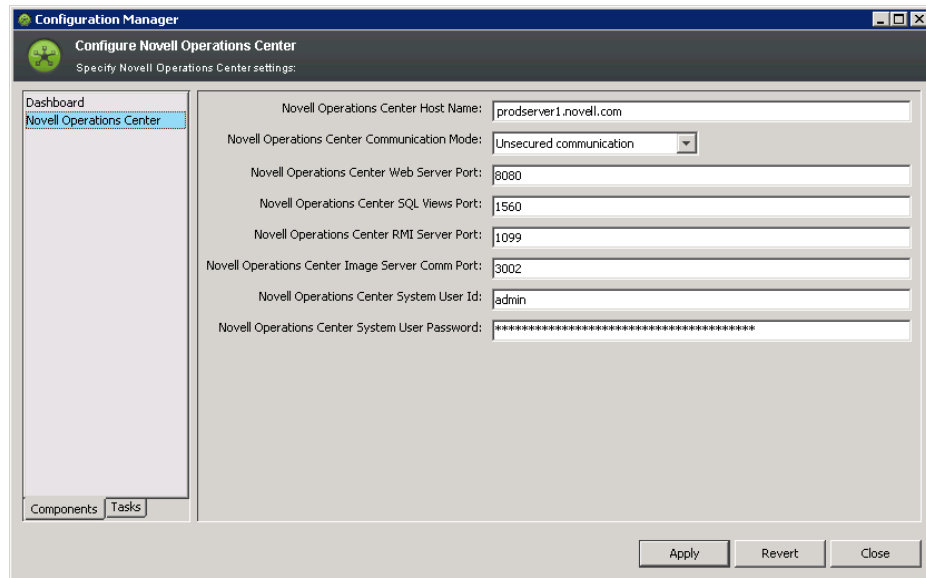 Configuration Manager
Configure Novell Operations Center
Specify Novell Operations Center settings:
Dashboard
Novell Operations Center
Novell Operations Center Host Name: prodserver1.novell.com
Novell Operations Center Communication Mode: Unsecured communication
Novell Operations Center Web Server Port: 8080
Novell Operations Center SQL Views Port: 1560
Novell Operations Center RMI Server Port: 1099
Novell Operations Center Image Server Comm Port: 3002
Novell Operations Center System User Id: admin
Novell Operations Center System User Password: ****************************************
Components Tasks
Apply Revert Close